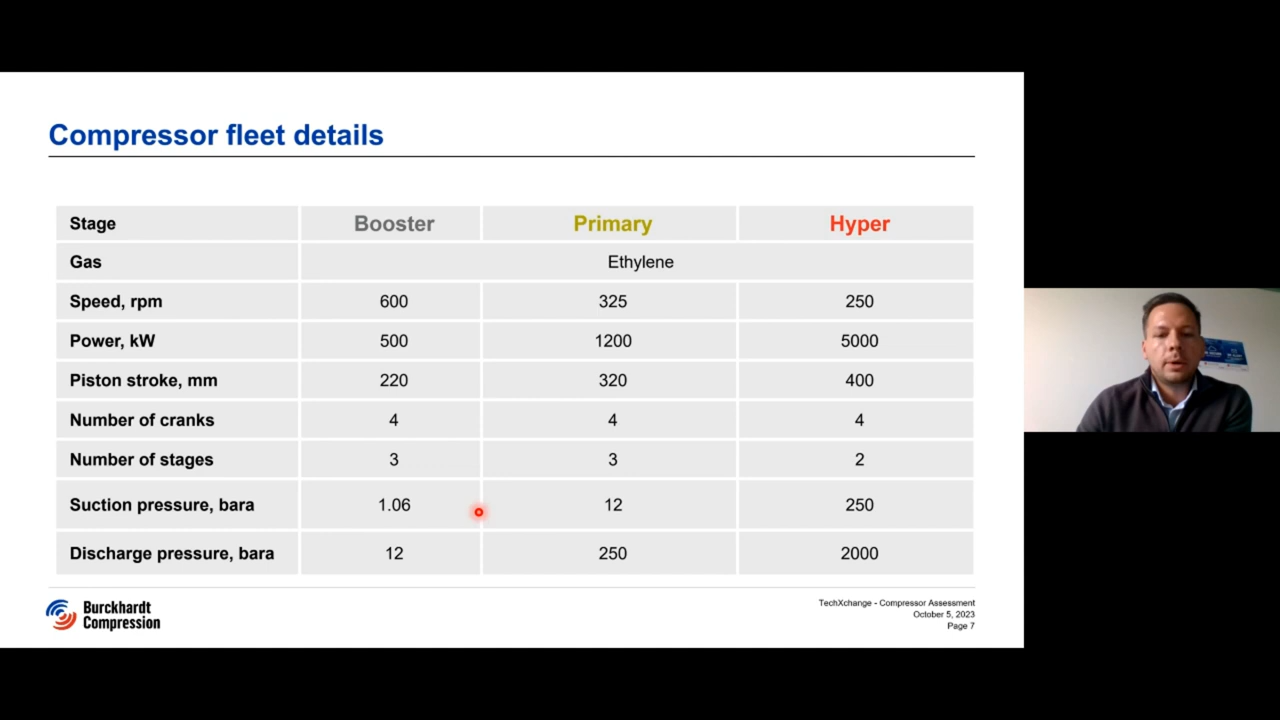 Compressor fleet details
Stage Booster Primary Hyper
Gas Ethylene
Speed, rpm 600 325 250
Power, kW 500 1200 5000
Piston stroke, mm 220 320 400
Number of cranks 4 4 4
Number of stages 3 3 2
Suction pressure, bara 1.06 12 250
Discharge pressure, bara 12 250 2000
Burckhardt
Compression
TechXchange - Compressor Assessment
October 5, 2023
Page 7